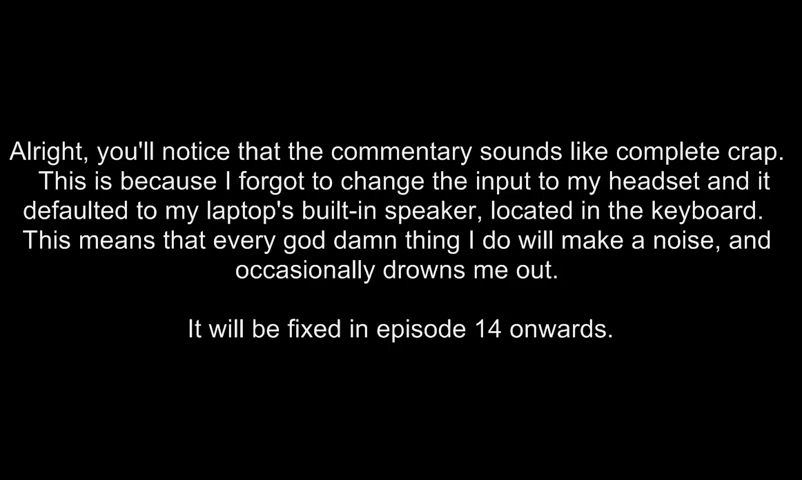 Alright, you'll notice that the commentary sounds like complete crap.
This is because I forgot to change the input to my headset and it
defaulted to my laptop's built-in speaker, located in the keyboard.
This means that every god damn thing I do will make a noise, and
occasionally drowns me out.
It will be fixed in episode 14 onwards.